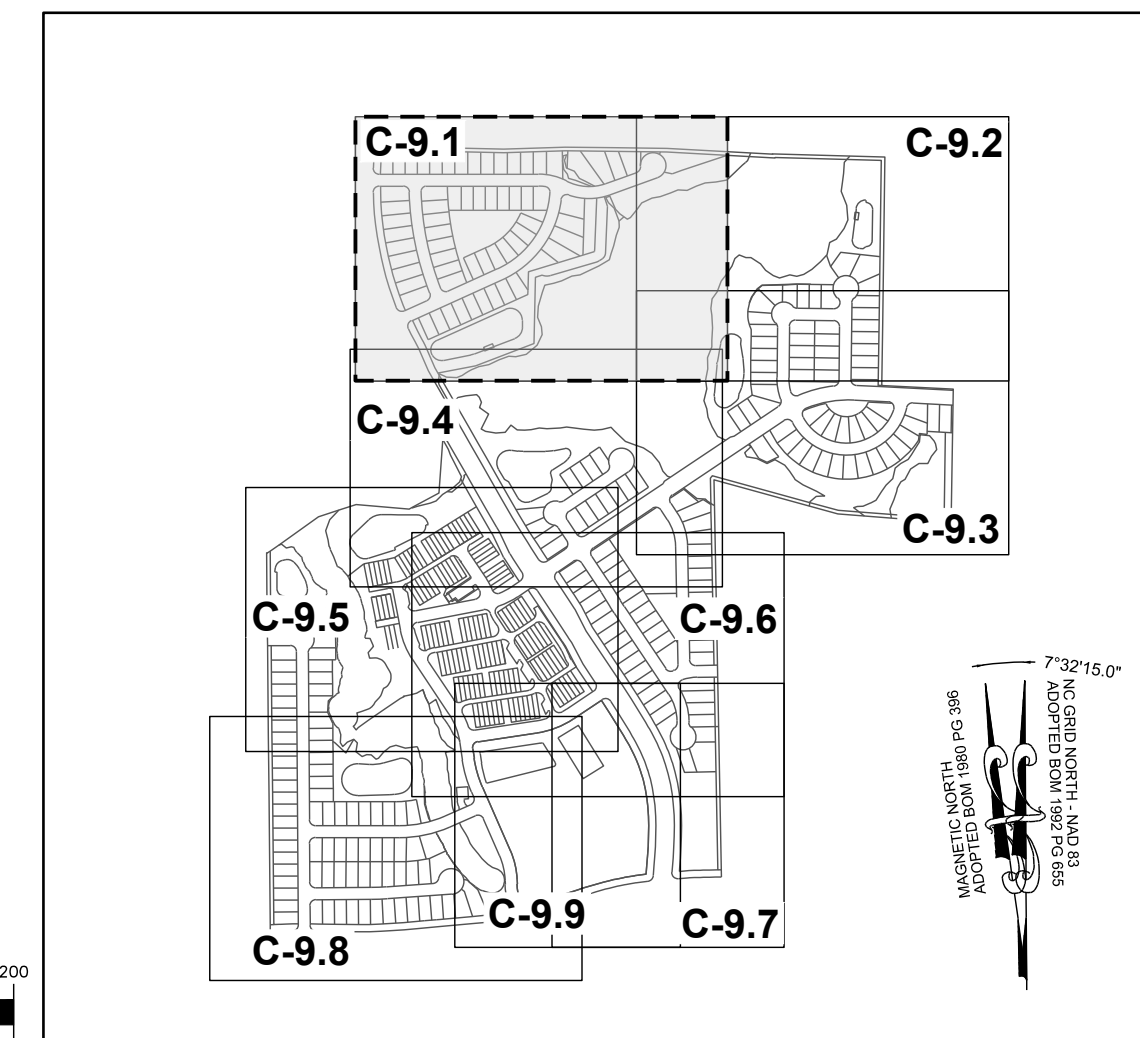 C-9.1
C-9.2
C-9.4
C-9.3
C-9.5
C-9.6
7°32'15.0"
MAGNETIC NORTH
ADOPTED BOM 1980 PG 396
NC GRID NORTH - NAD 83
ADOPTED BOM 1992 PG 655
C-9.9
C-9.7
C-9.8
200